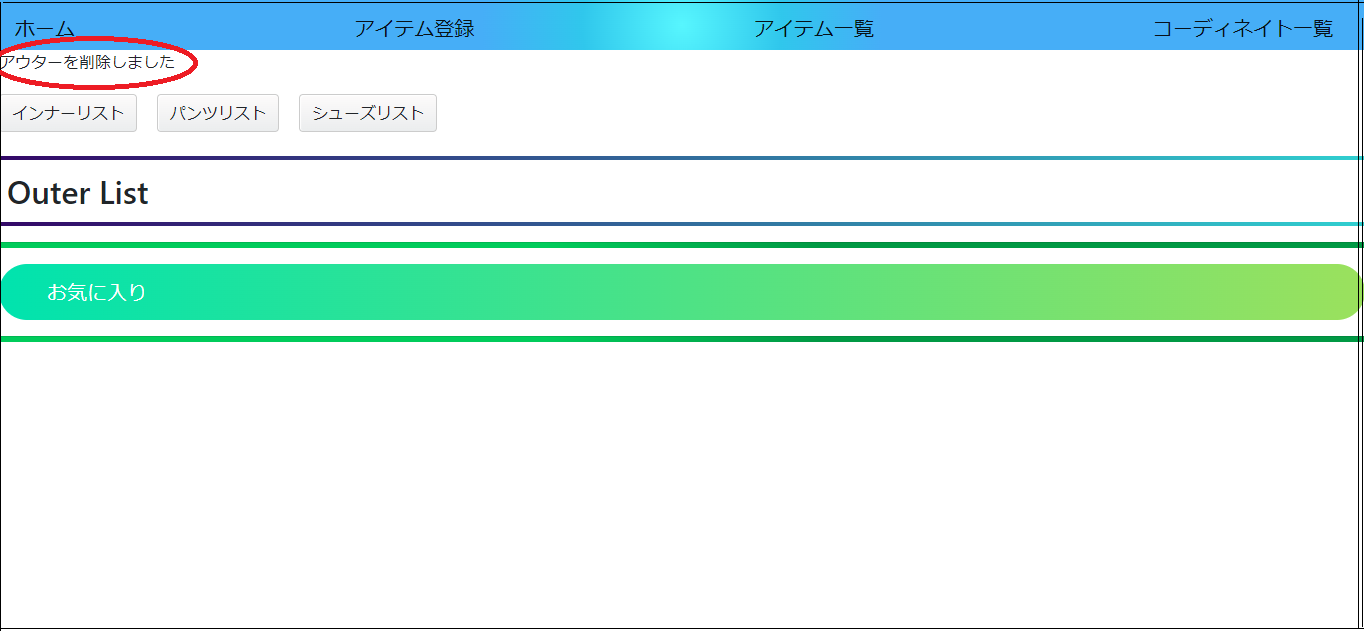 ホーム アイテム登録 アイテム一覧 コーディネイト一覧
アウターを削除しました
インナーリスト パンツリスト シューズリスト
Outer List
お気に入り